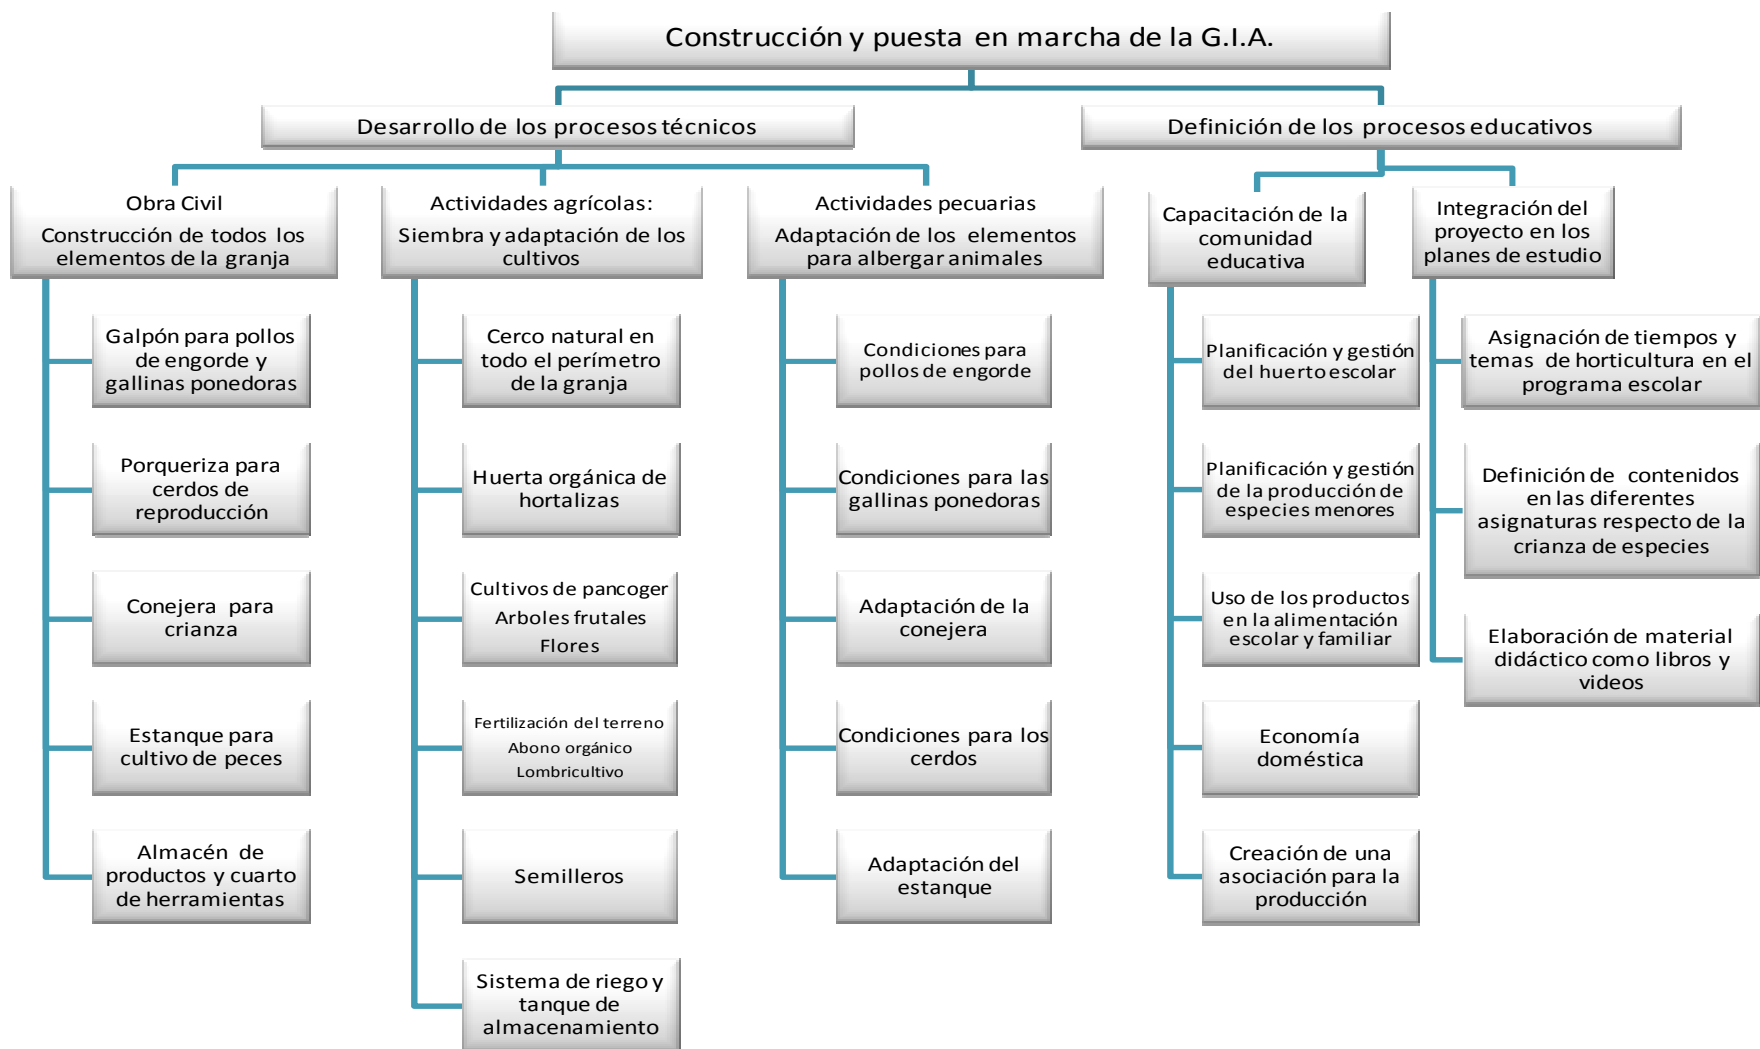 Construcción y puesta en marcha de la G.I.A.
Desarrollo de los procesos técnicos
Definición de los procesos educativos
Obra Civil
Construcción de todos los
elementos de la granja
Galpón para pollos
de engorde y
gallinas ponedoras
Porqueriza para
cerdos de
reproducción
Conejera para
crianza
Estanque para
cultivo de peces
Almacén de
productos y cuarto
de herramientas
Actividades agrícolas:
Siembra y adaptación de los
cultivos
Cerco natural en
todo el perímetro
de la granja
Huerta orgánica de
hortalizas
Cultivos de pancoger
Arboles frutales
Flores
Fertilización del terreno
Abono orgánico
Lombricultivo
Semilleros
Sistema de riego y
tanque de
almacenamiento
Actividades pecuarias
Adaptación de los elementos
para albergar animales
Condiciones para
pollos de engorde
Condiciones para las
gallinas ponedoras
Adaptación de la
conejera
Condiciones para los
cerdos
Adaptación del
estanque
Capacitación de la
comunidad
educativa
Planificación y gestión
del huerto escolar
Planificación y gestión
de la producción de
especies menores
Uso de los productos
en la alimentación
escolar y familiar
Economía
doméstica
Creación de una
asociación para la
producción
Integración del
proyecto en los
planes de estudio
Asignación de tiempos y
temas de horticultura en el
programa escolar
Definición de contenidos
en las diferentes
asignaturas respecto de la
crianza de especies
Elaboración de material
didáctico como libros y
videos